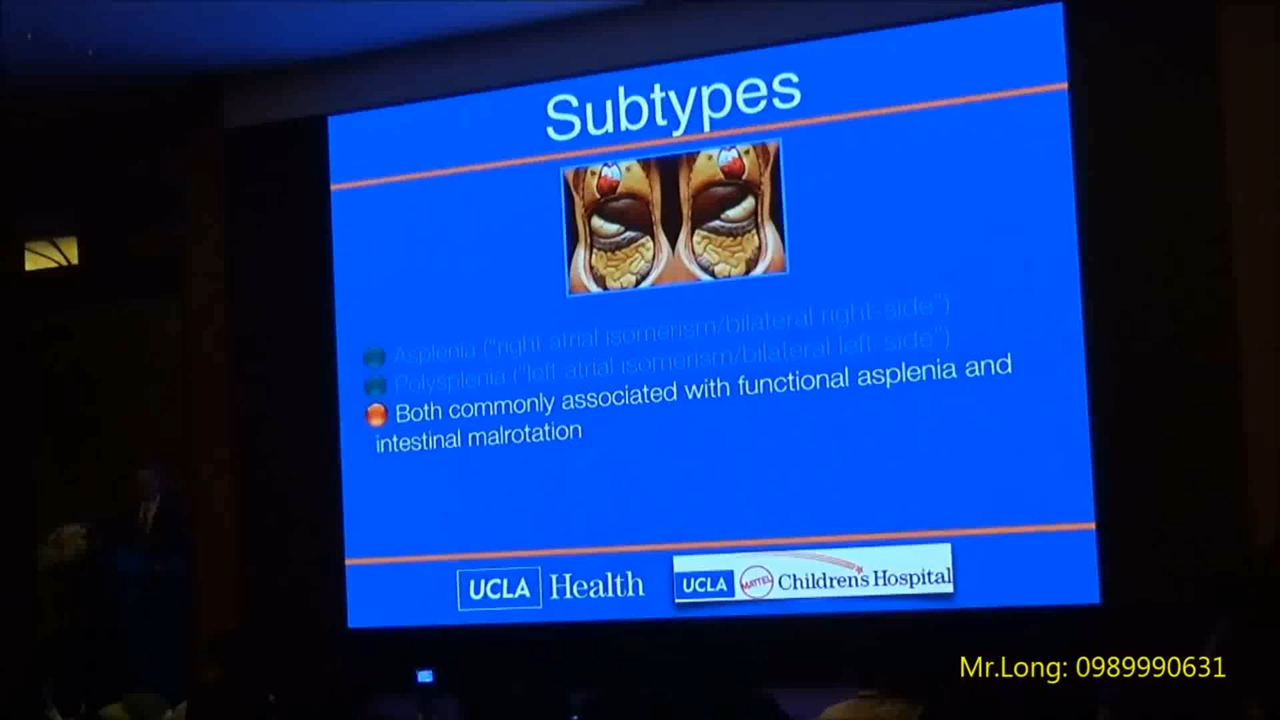 Subtypes
Asplenia ("right atrial isomerism/bilateral right-side")
Polysplenia ("left atrial isomerism/bilateral left-side")
Both commonly associated with functional asplenia and
intestinal malrotation
UCLA Health
UCLA MATTEL Children's Hospital
Mr.Long: 0989990631